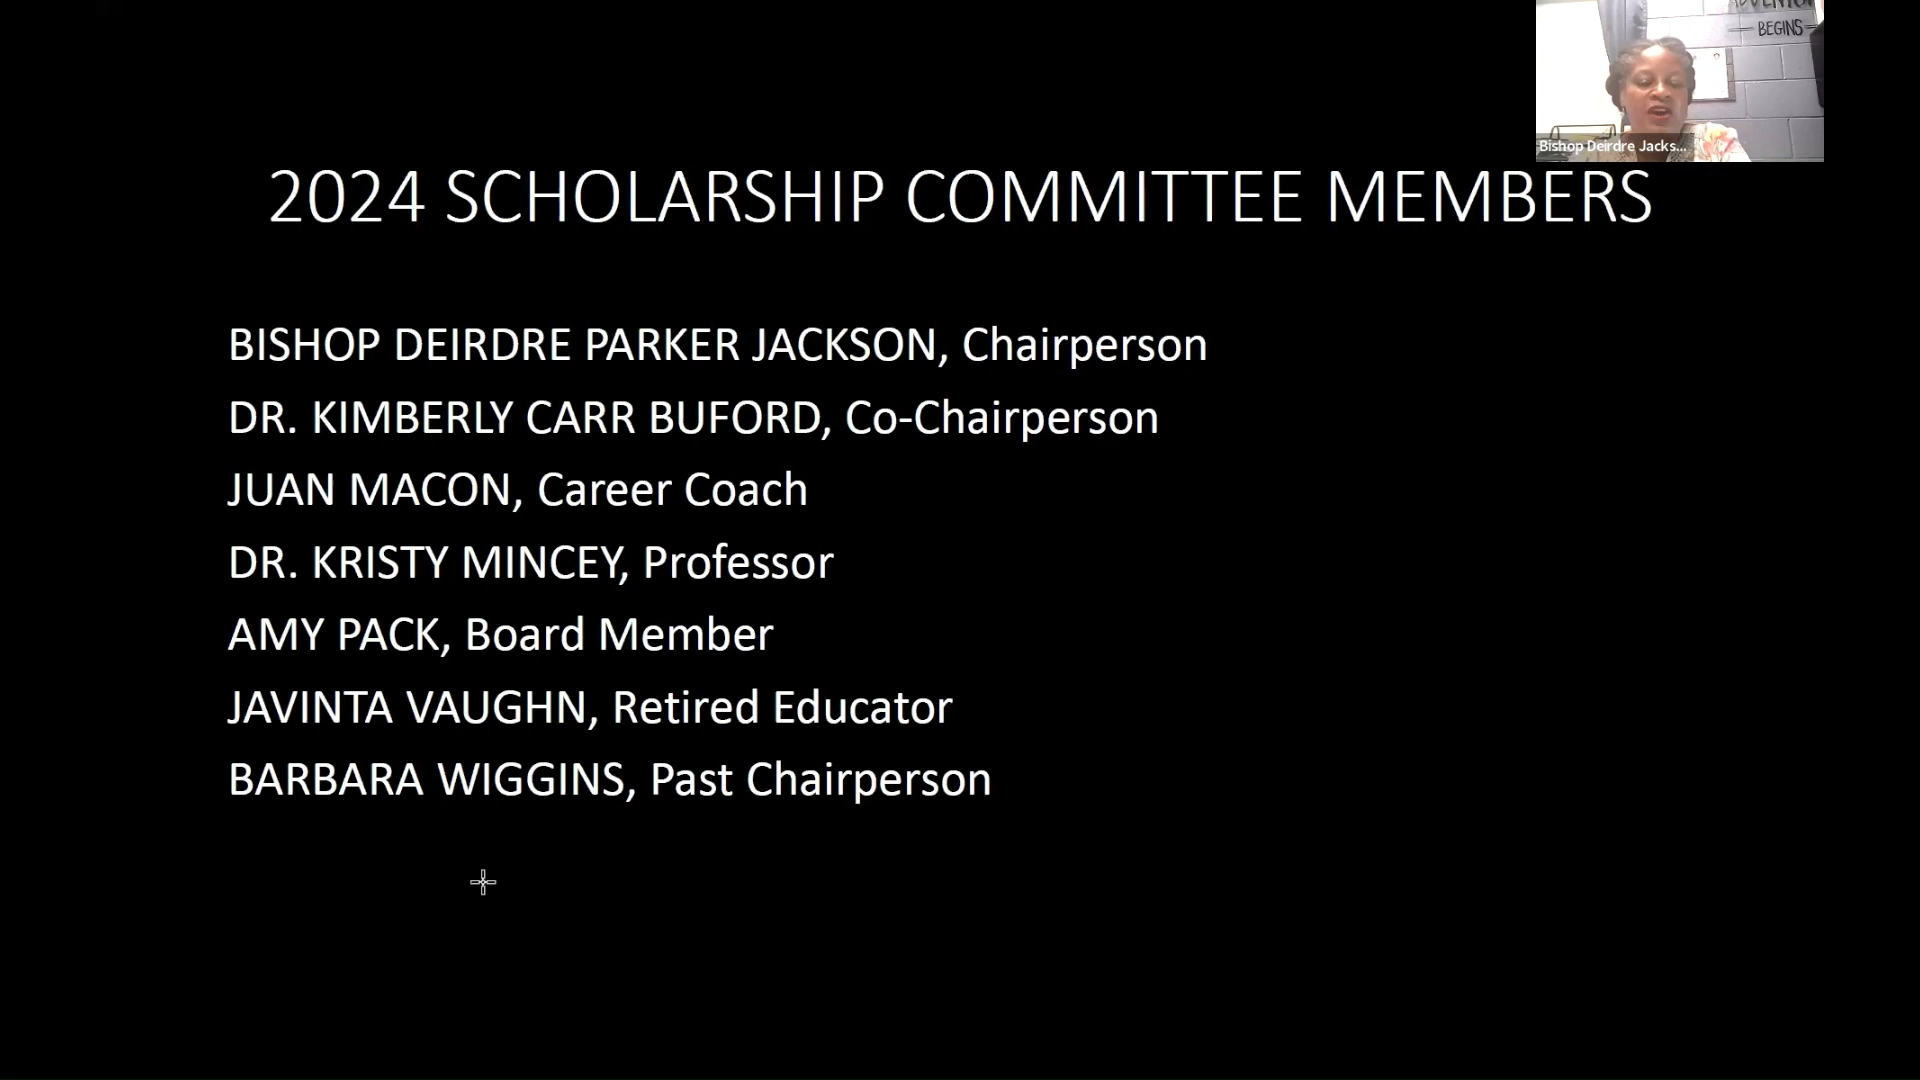 BEGINS
Bishop Deirdre Jacks...
2024 SCHOLARSHIP COMMITTEE MEMBERS
BISHOP DEIRDRE PARKER JACKSON, Chairperson
DR. KIMBERLY CARR BUFORD, Co-Chairperson
JUAN MACON, Career Coach
DR. KRISTY MINCEY, Professor
AMY PACK, Board Member
JAVINTA VAUGHN, Retired Educator
BARBARA WIGGINS, Past Chairperson